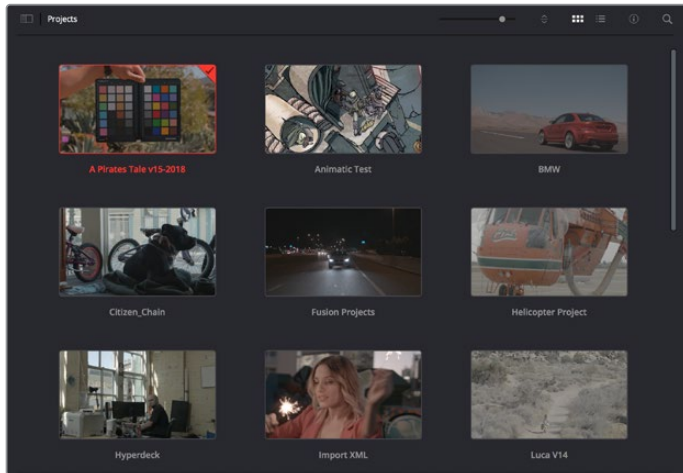 Projects
A Pirates Tale v15-2018
Animatic Test
BMW
Citizen_Chain
Fusion Projects
Helicopter Project
Hyperdeck
Import XML
Luca V14